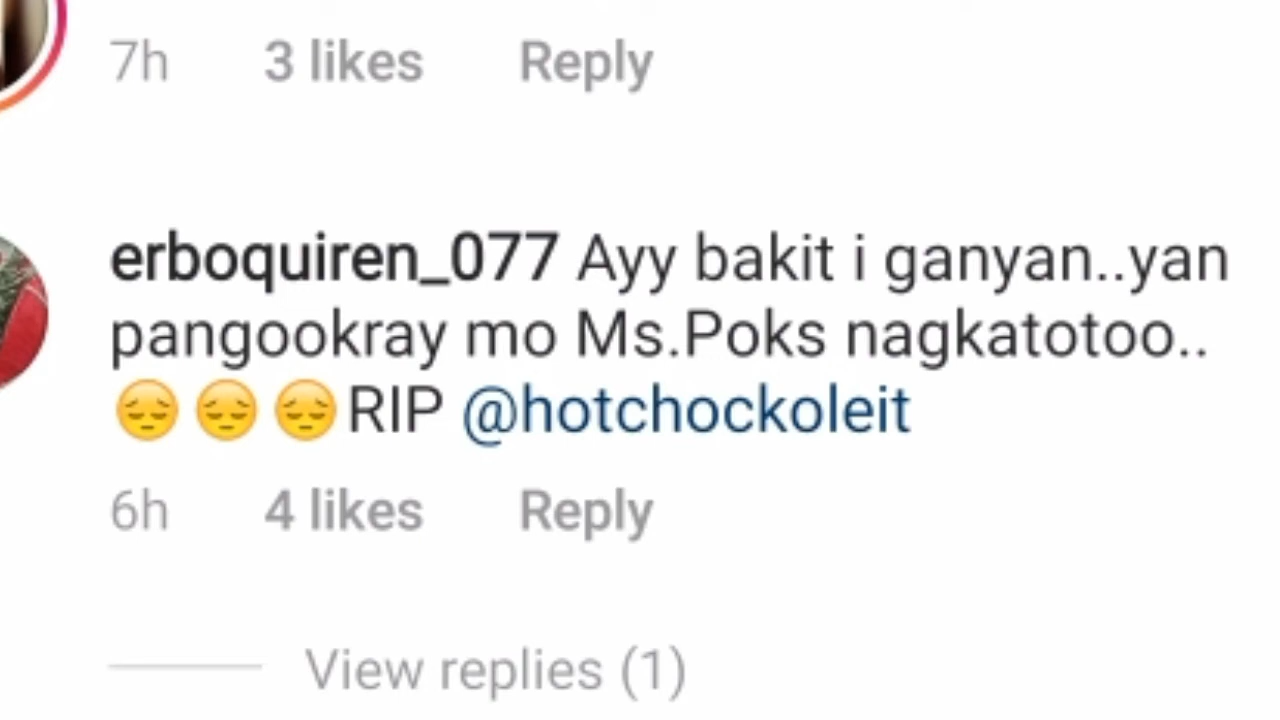 7h 3 likes Reply
erboquiren_077 Ayy bakit i ganyan..yan
pangookray mo Ms.Poks nagkatotoo..
😔😔😔RIP @hotchockoleit
6h 4 likes Reply
View replies (1)